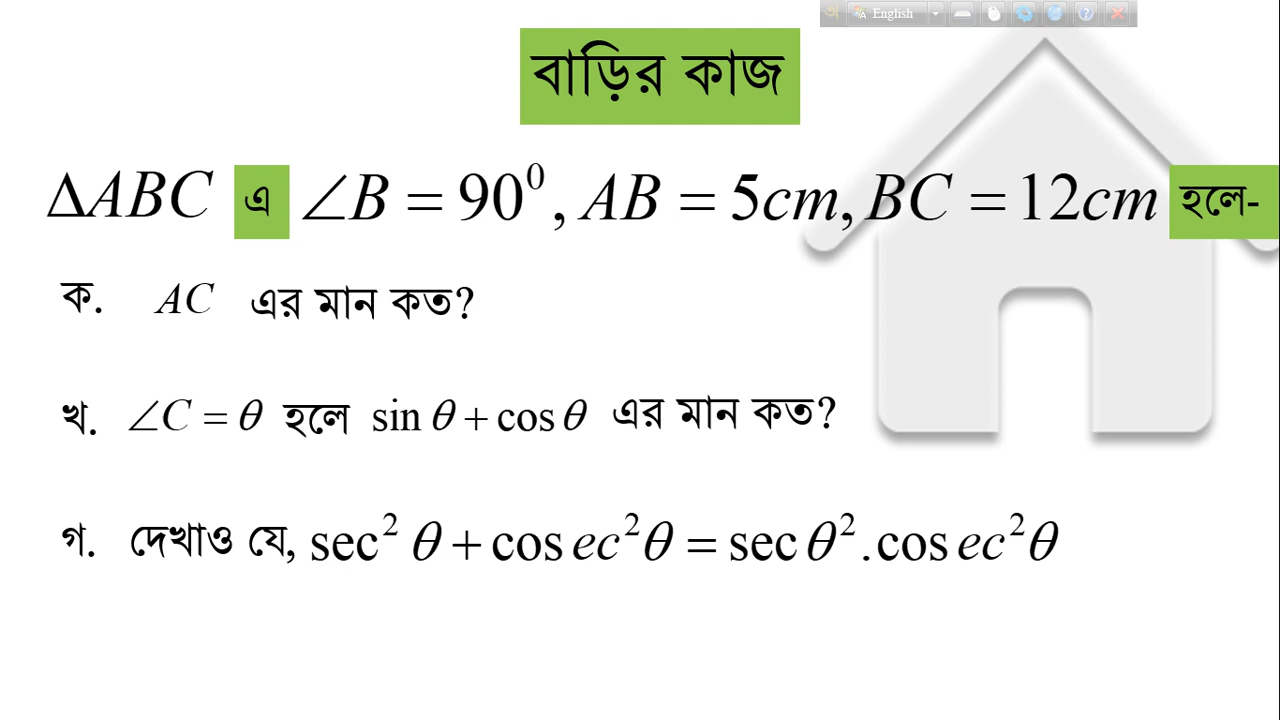 English
বাড়ির কাজ
ΔABC এ ∠B = 90⁰, AB = 5cm, BC = 12cm হলে-
ক. AC এর মান কত?
খ. ∠C = θ হলে sin θ + cos θ এর মান কত?
গ. দেখাও যে, sec² θ + cos ec²θ = sec θ².cos ec²θ